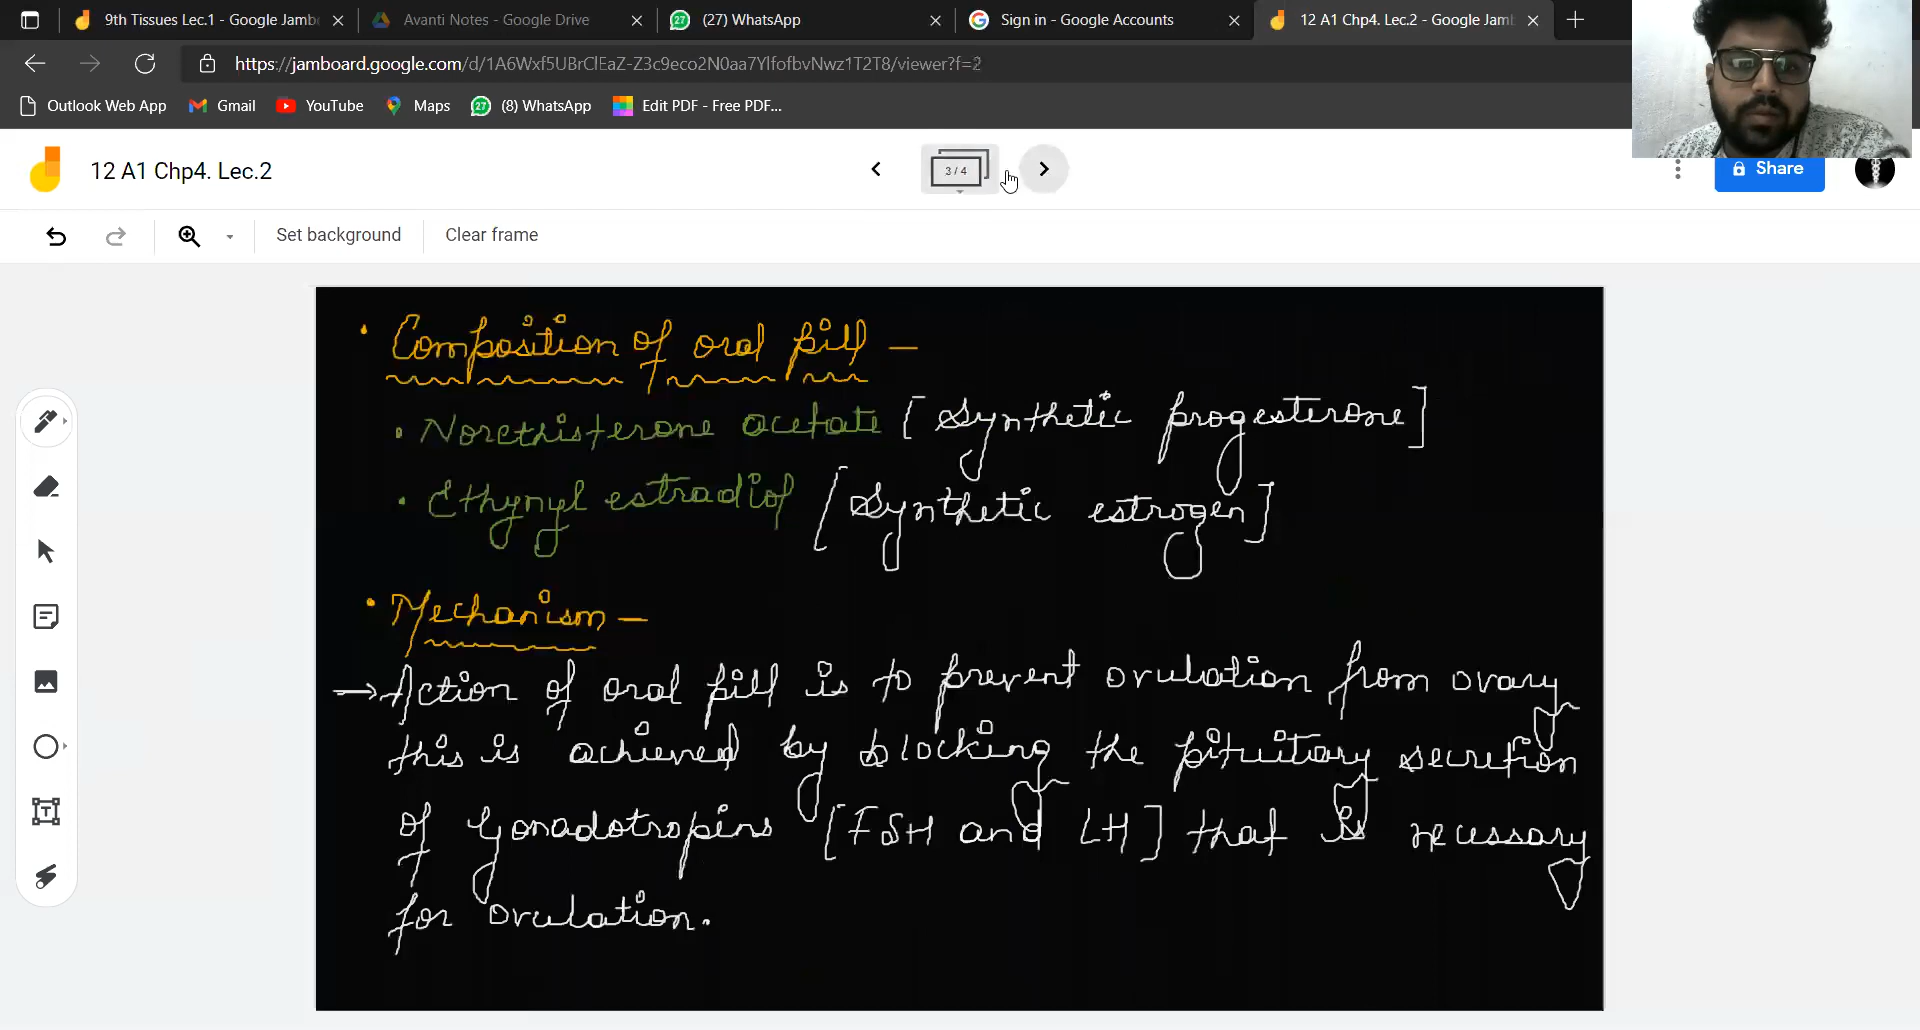 9th Tissues Lec.1 - Google Jamb
Avanti Notes - Google Drive
(27) WhatsApp
Sign in - Google Accounts
12 A1 Chp4. Lec.2 - Google Jamb
https://jamboard.google.com/d/1A6Wxf5UBrClEaZ-Z3c9eco2N0aa7YlfofbvNwz1T2T8/viewer?f=2
Outlook Web App
Gmail
YouTube
Maps
(8) WhatsApp
Edit PDF - Free PDF...
12 A1 Chp4. Lec.2
3 / 4
Share
Set background
Clear frame
• Composition of oral pill –
• Norethisterone acetate [Synthetic progesterone]
• Ethynyl estradiol [Synthetic estrogen]
• Mechanism –
→ Action of oral pill is to prevent ovulation from ovary
this is achieved by blocking the pituitary secretion
of Gonadotropins [FSH and LH] that is necessary
for ovulation.